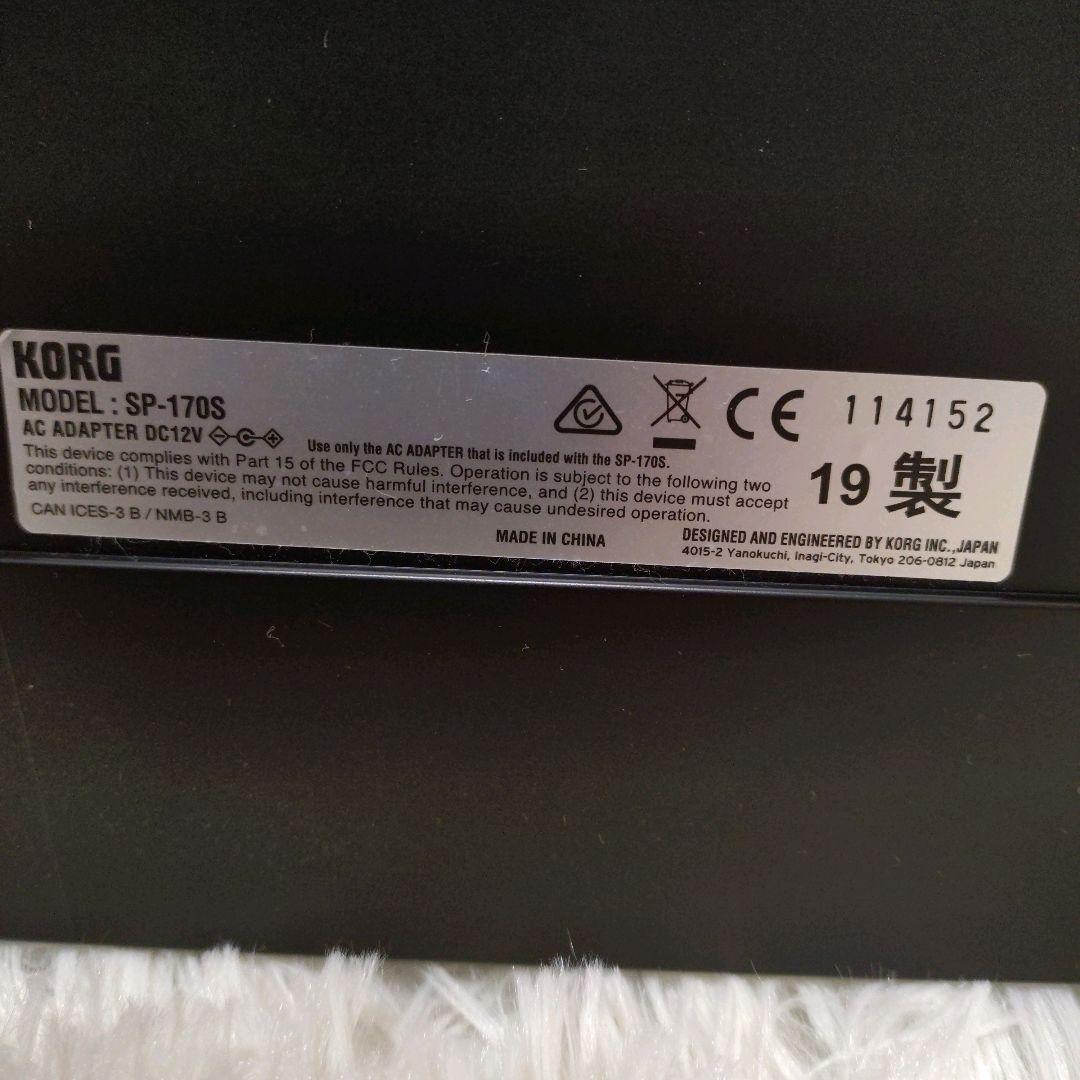 KORG
MODEL : SP-170S
AC ADAPTER DC12V
Use only the AC ADAPTER that is included with the SP-170S.
This device complies with Part 15 of the FCC Rules. Operation is subject to the following two
conditions: (1) This device may not cause harmful interference, and (2) this device must accept
any interference received, including interference that may cause undesired operation.
CAN ICES-3 B / NMB-3 B
CE
114152
19 製
MADE IN CHINA
DESIGNED AND ENGINEERED BY KORG INC., JAPAN
4015-2 Yanokuchi, Inagi-City, Tokyo 206-0812 Japan